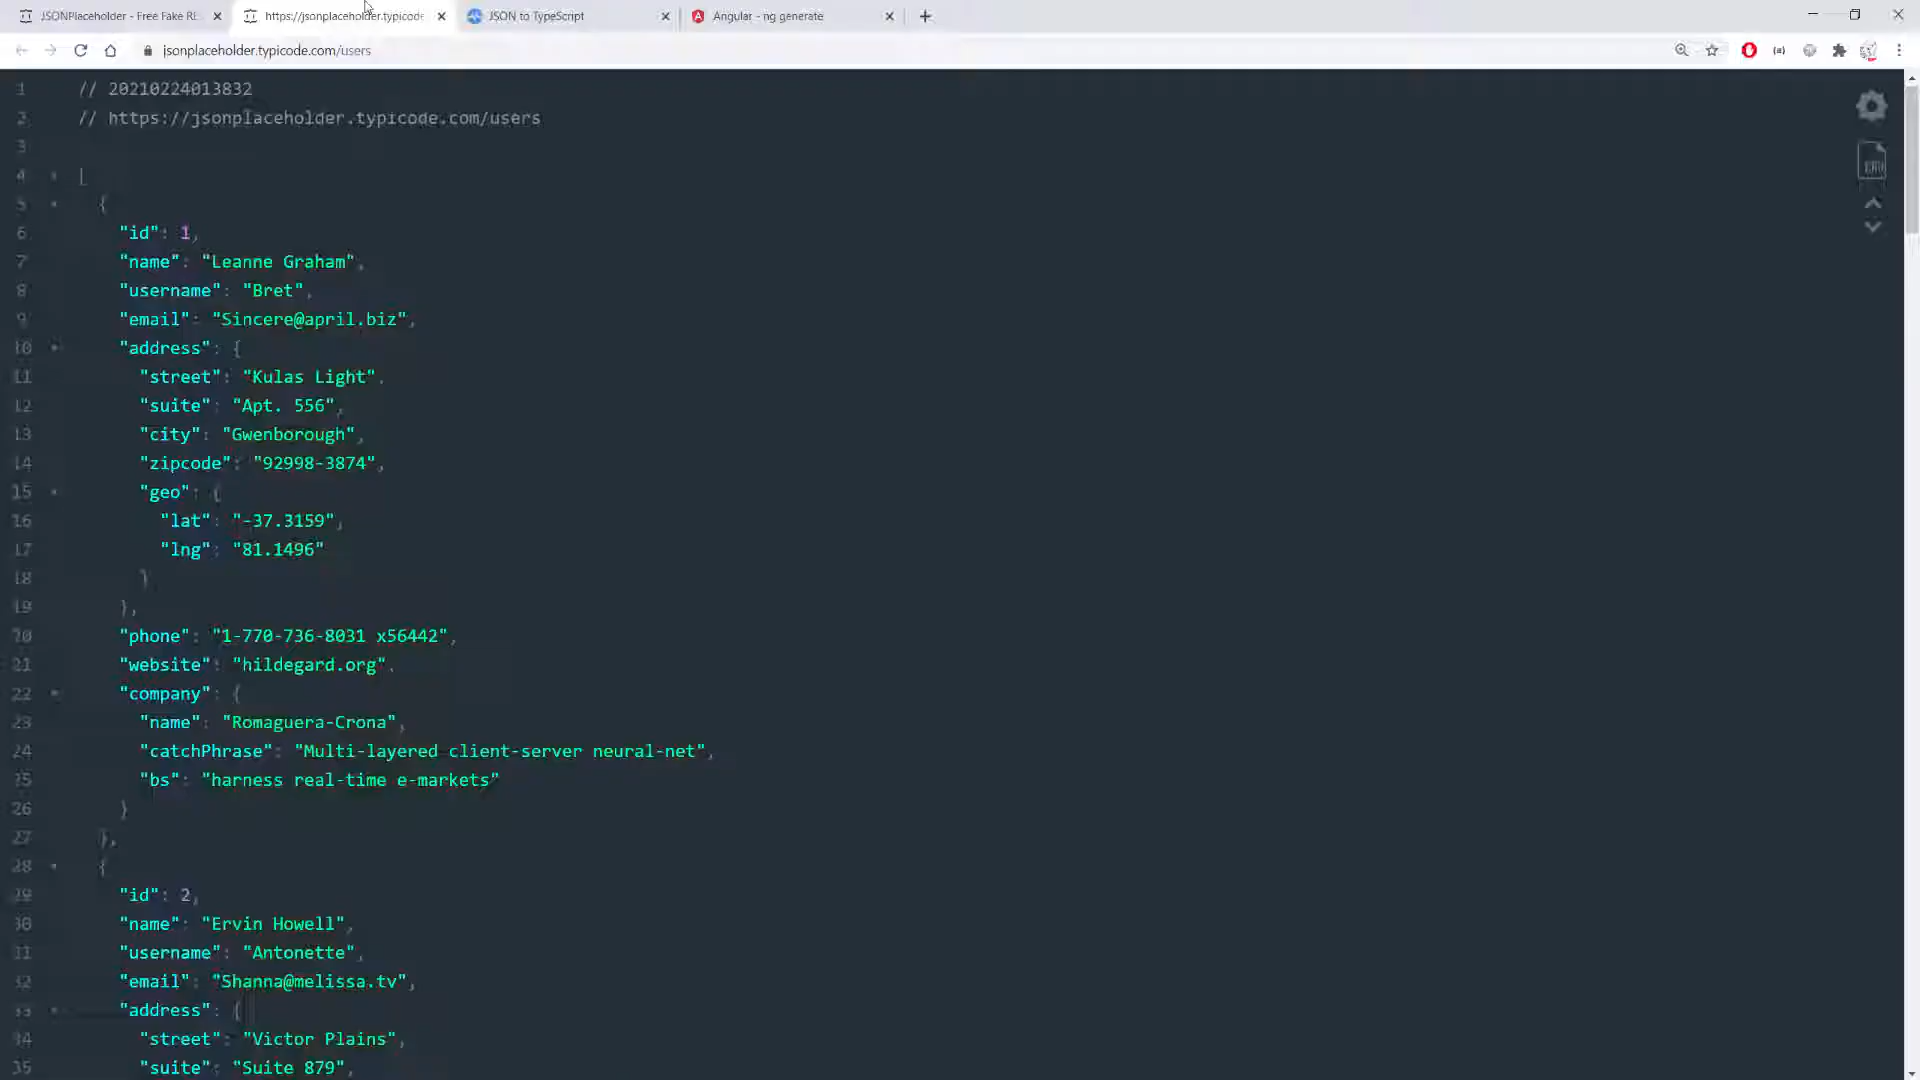 JSONPlaceholder - Free Fake RE
https://jsonplaceholder.typicode
JSON to TypeScript
Angular - ng generate
jsonplaceholder.typicode.com/users
1 // 20210224013832
2 // https://jsonplaceholder.typicode.com/users
3
4 [
5 {
6 "id": 1,
7 "name": "Leanne Graham",
8 "username": "Bret",
9 "email": "Sincere@april.biz",
10 "address": {
11 "street": "Kulas Light",
12 "suite": "Apt. 556",
13 "city": "Gwenborough",
14 "zipcode": "92998-3874",
15 "geo": {
16 "lat": "-37.3159",
17 "lng": "81.1496"
18 }
19 },
20 "phone": "1-770-736-8031 x56442",
21 "website": "hildegard.org",
22 "company": {
23 "name": "Romaguera-Crona",
24 "catchPhrase": "Multi-layered client-server neural-net",
25 "bs": "harness real-time e-markets"
26 }
27 },
28 {
29 "id": 2,
30 "name": "Ervin Howell",
31 "username": "Antonette",
32 "email": "Shanna@melissa.tv",
33 "address": {
34 "street": "Victor Plains",
35 "suite": "Suite 879",